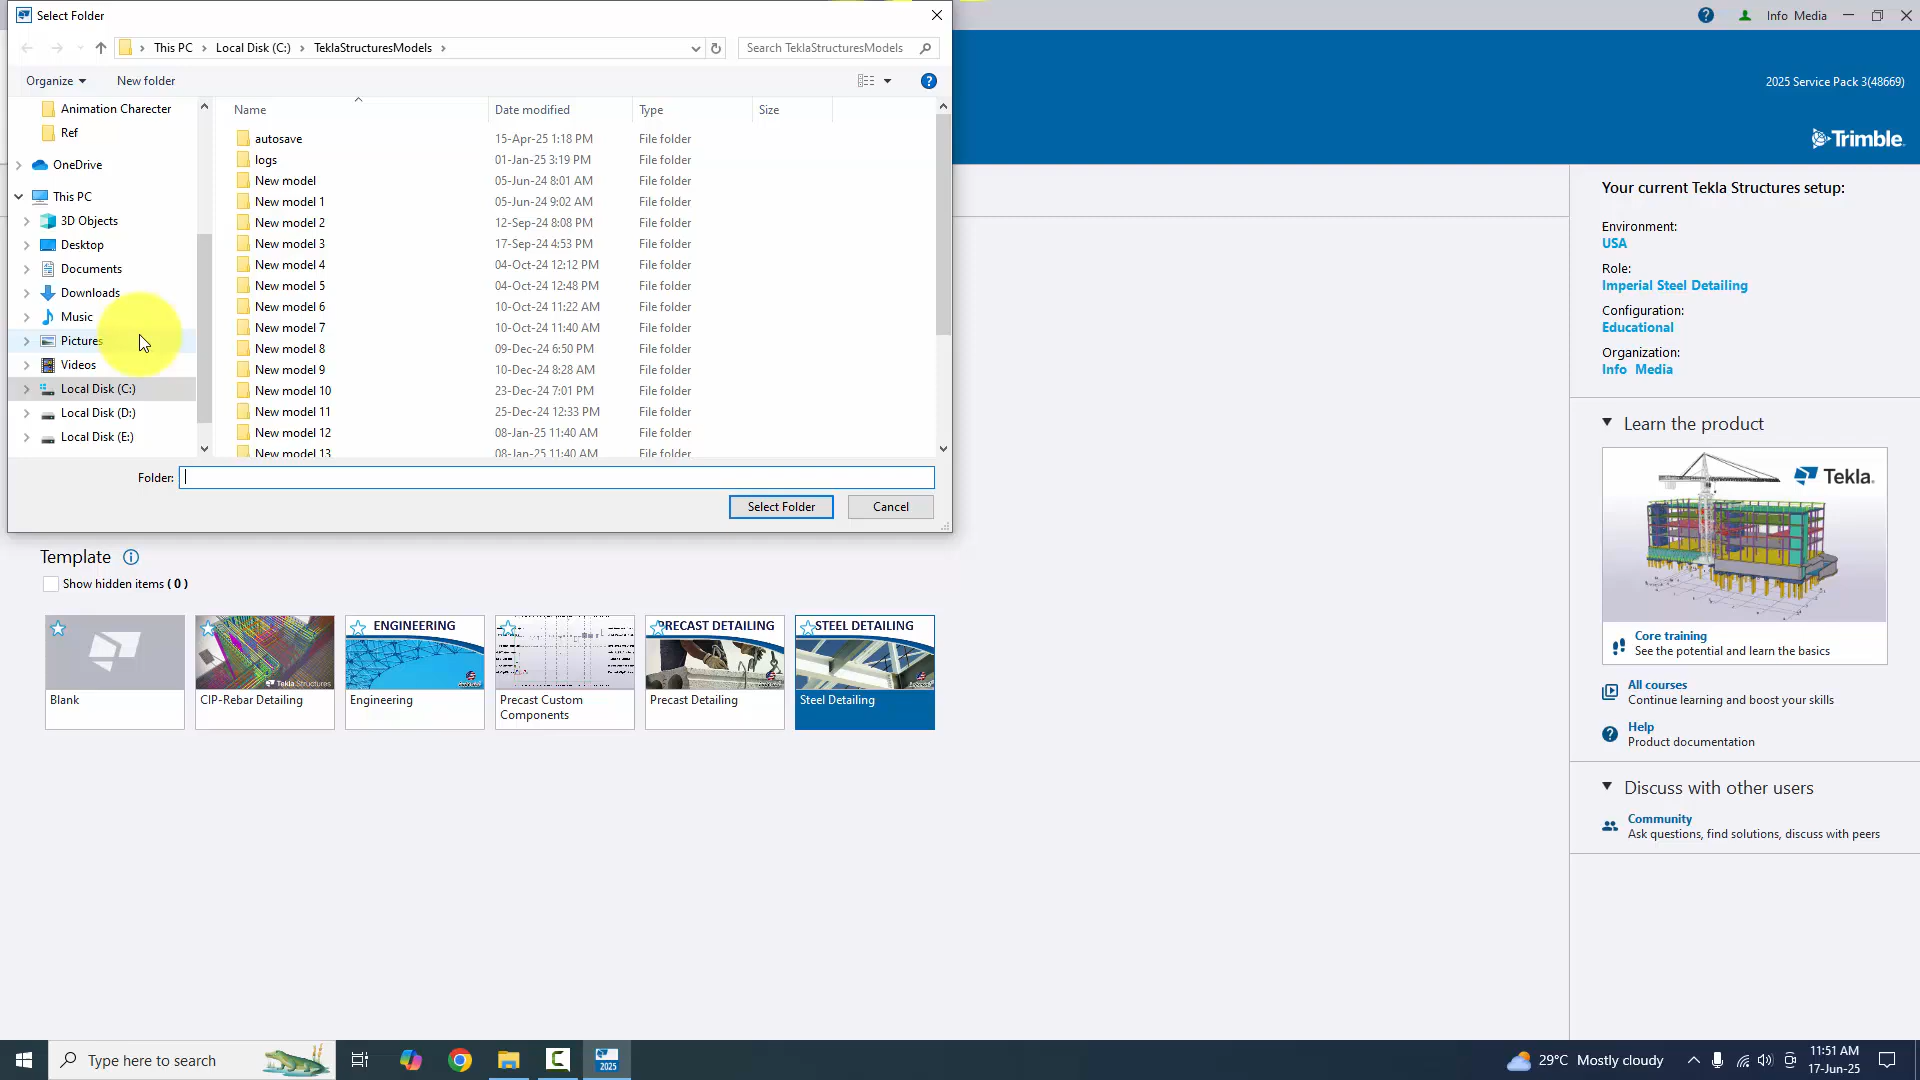 Select Folder
Info Media
This PC
Local Disk (C:)
TeklaStructuresModels
Search TeklaStructuresModels
Organize
New folder
2025 Service Pack 3(48669)
Trimble.
Animation Charecter
Ref
OneDrive
This PC
3D Objects
Desktop
Documents
Downloads
Music
Pictures
Videos
Local Disk (C:)
Local Disk (D:)
Local Disk (E:)
Name Date modified Type Size
autosave 15-Apr-25 1:18 PM File folder
logs 01-Jan-25 3:19 PM File folder
New model 05-Jun-24 8:01 AM File folder
New model 1 05-Jun-24 9:02 AM File folder
New model 2 12-Sep-24 8:08 PM File folder
New model 3 17-Sep-24 4:53 PM File folder
New model 4 04-Oct-24 12:12 PM File folder
New model 5 04-Oct-24 12:48 PM File folder
New model 6 10-Oct-24 11:22 AM File folder
New model 7 10-Oct-24 11:40 AM File folder
New model 8 09-Dec-24 6:50 PM File folder
New model 9 10-Dec-24 8:28 AM File folder
New model 10 23-Dec-24 7:01 PM File folder
New model 11 25-Dec-24 12:33 PM File folder
New model 12 08-Jan-25 11:40 AM File folder
New model 13 08-Jan-25 11:40 AM File folder
Folder:
Select Folder
Cancel
Template
Show hidden items ( 0 )
Blank
Tekla Structures
CIP-Rebar Detailing
ENGINEERING
Engineering
Precast Custom
Components
PRECAST DETAILING
Precast Detailing
STEEL DETAILING
Steel Detailing
Your current Tekla Structures setup:
Environment:
USA
Role:
Imperial Steel Detailing
Configuration:
Educational
Organization:
Info Media
Learn the product
Tekla.
Core training
See the potential and learn the basics
All courses
Continue learning and boost your skills
Help
Product documentation
Discuss with other users
Community
Ask questions, find solutions, discuss with peers
Type here to search
2025
29°C Mostly cloudy
11:51 AM
17-Jun-25